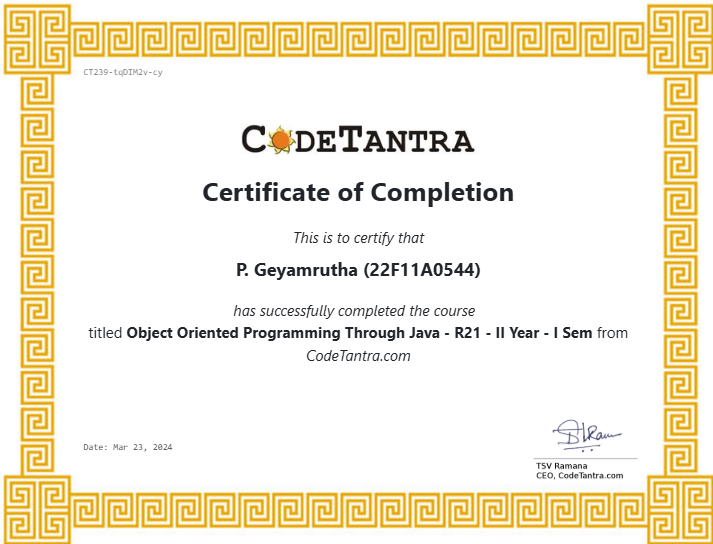 CT239-tqDIM2v-cy
CODETANTRA
Certificate of Completion
This is to certify that
P. Geyamrutha (22F11A0544)
has successfully completed the course
titled Object Oriented Programming Through Java - R21 - II Year - I Sem from
CodeTantra.com
Date: Mar 23, 2024
TSV Ramana
CEO, CodeTantra.com